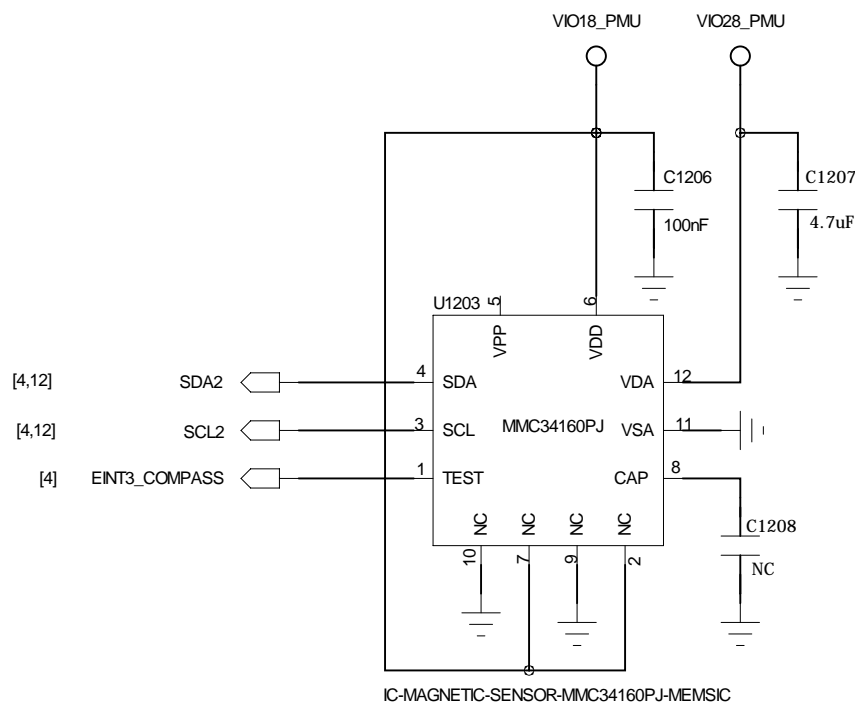 VIO18_PMU VIO28_PMU
C1206 C1207
100nF 4.7uF
U1203 5 6
VPP VDD
[4,12] SDA2 4 SDA VDA 12
[4,12] SCL2 3 SCL MMC34160PJ VSA 11
[4] EINT3_COMPASS 1 TEST CAP 8
NC NC NC NC C1208
10 7 9 2 NC
IC-MAGNETIC-SENSOR-MMC34160PJ-MEMSIC